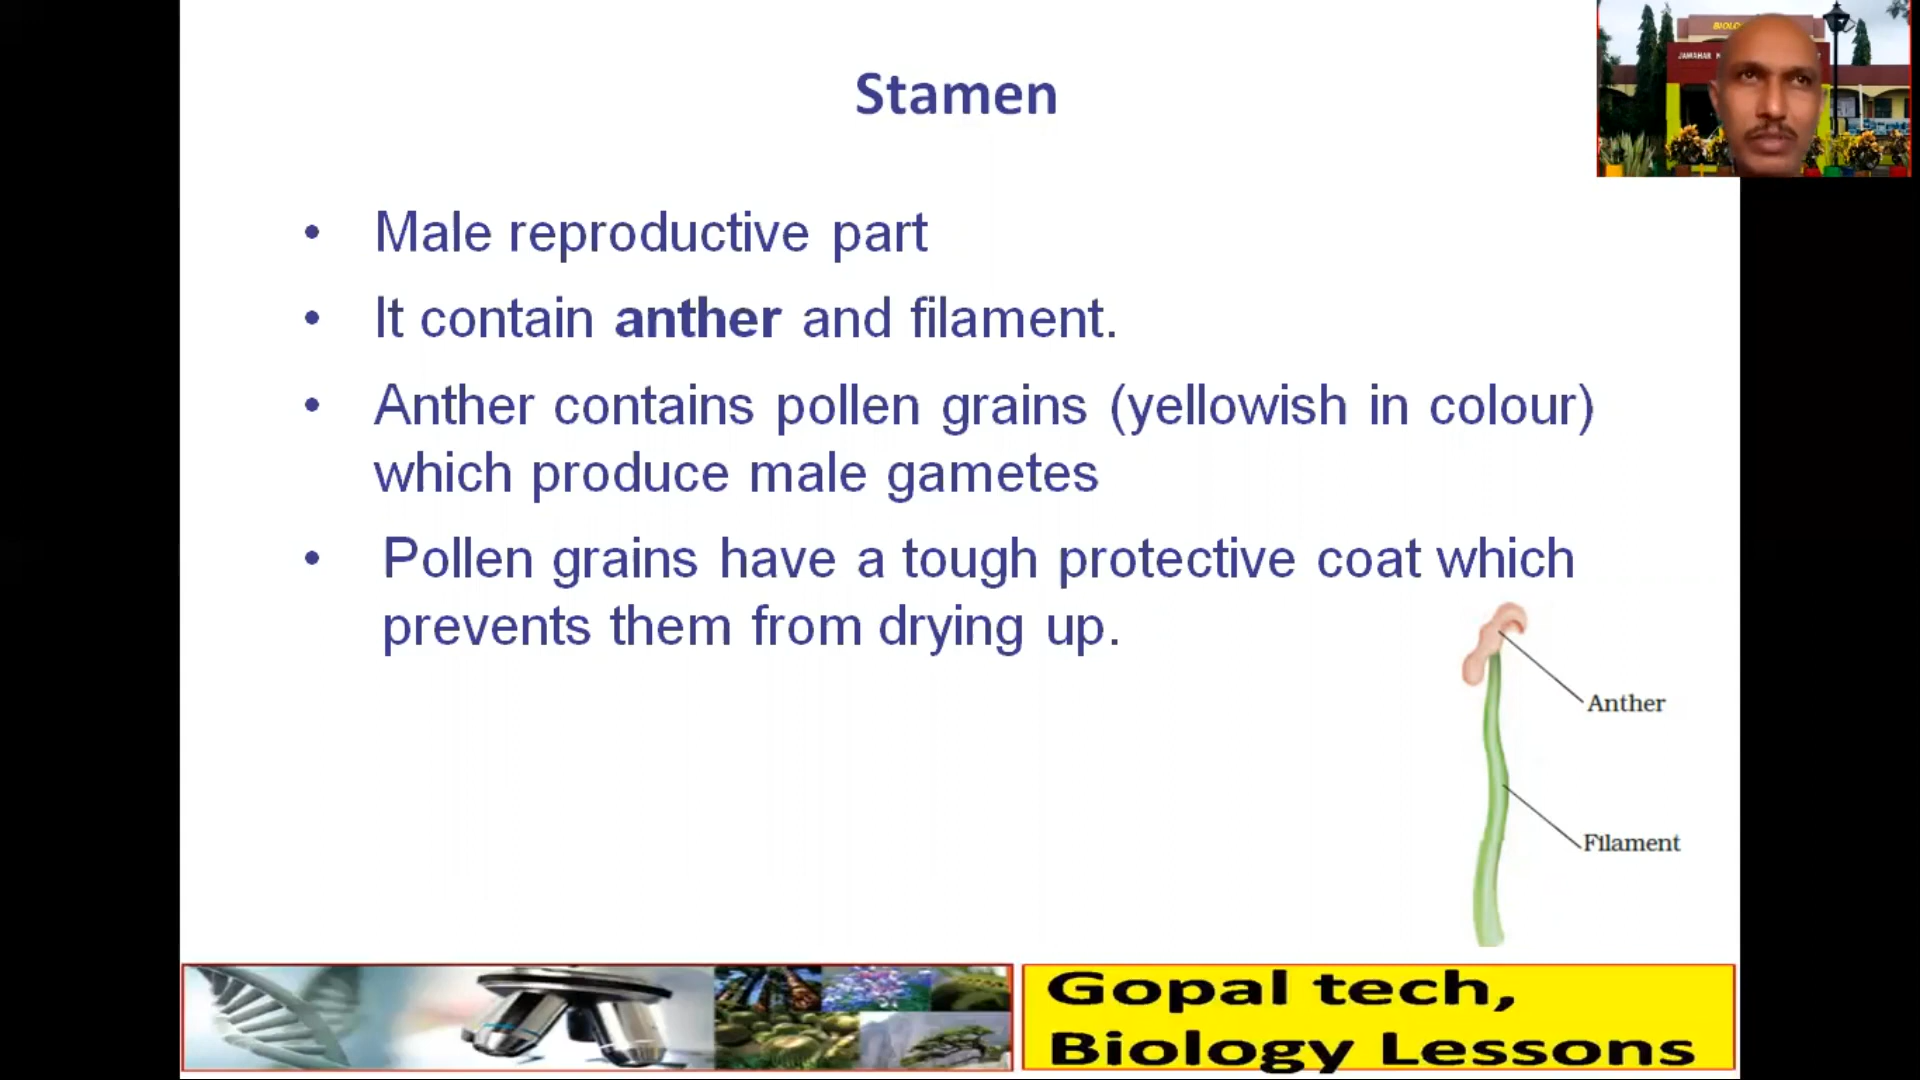 Stamen
• Male reproductive part
• It contain anther and filament.
• Anther contains pollen grains (yellowish in colour)
which produce male gametes
• Pollen grains have a tough protective coat which
prevents them from drying up.
Anther
Filament
Gopal tech,
Biology Lessons